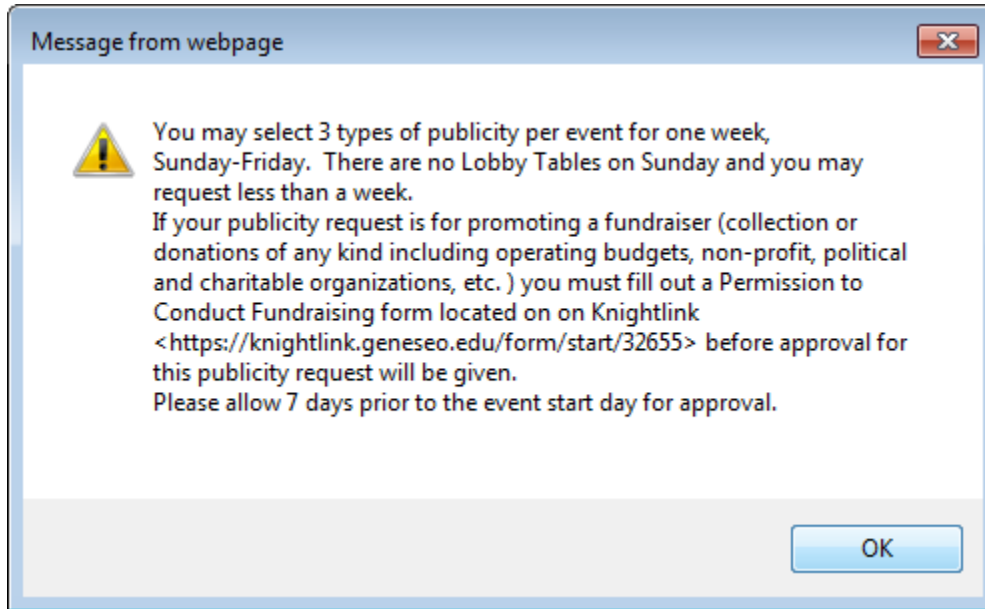 Message from webpage
You may select 3 types of publicity per event for one week,
Sunday-Friday.  There are no Lobby Tables on Sunday and you may
request less than a week.
If your publicity request is for promoting a fundraiser (collection or
donations of any kind including operating budgets, non-profit, political
and charitable organizations, etc. ) you must fill out a Permission to
Conduct Fundraising form located on on Knightlink
<https://knightlink.geneseo.edu/form/start/32655> before approval for
this publicity request will be given.
Please allow 7 days prior to the event start day for approval.
OK